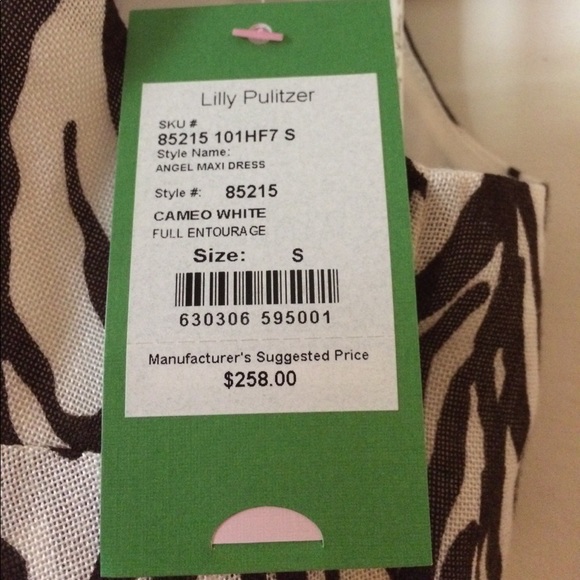 Lilly Pulitzer
SKU #
85215 101HF7 S
Style Name:
ANGEL MAXI DRESS
Style #: 85215
CAMEO WHITE
FULL ENTOURAGE
Size: S
630306 595001
Manufacturer's Suggested Price
$258.00